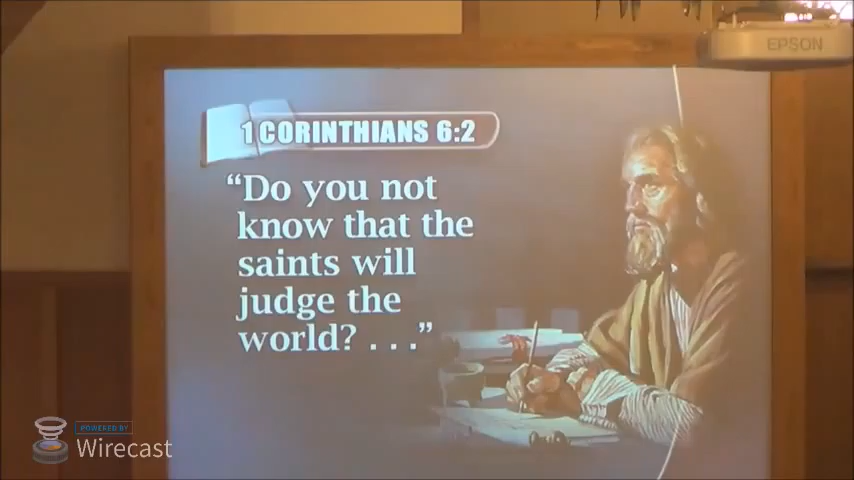 EPSON
1 CORINTHIANS 6:2
“Do you not
know that the
saints will
judge the
world? . . .”
POWERED BY
Wirecast